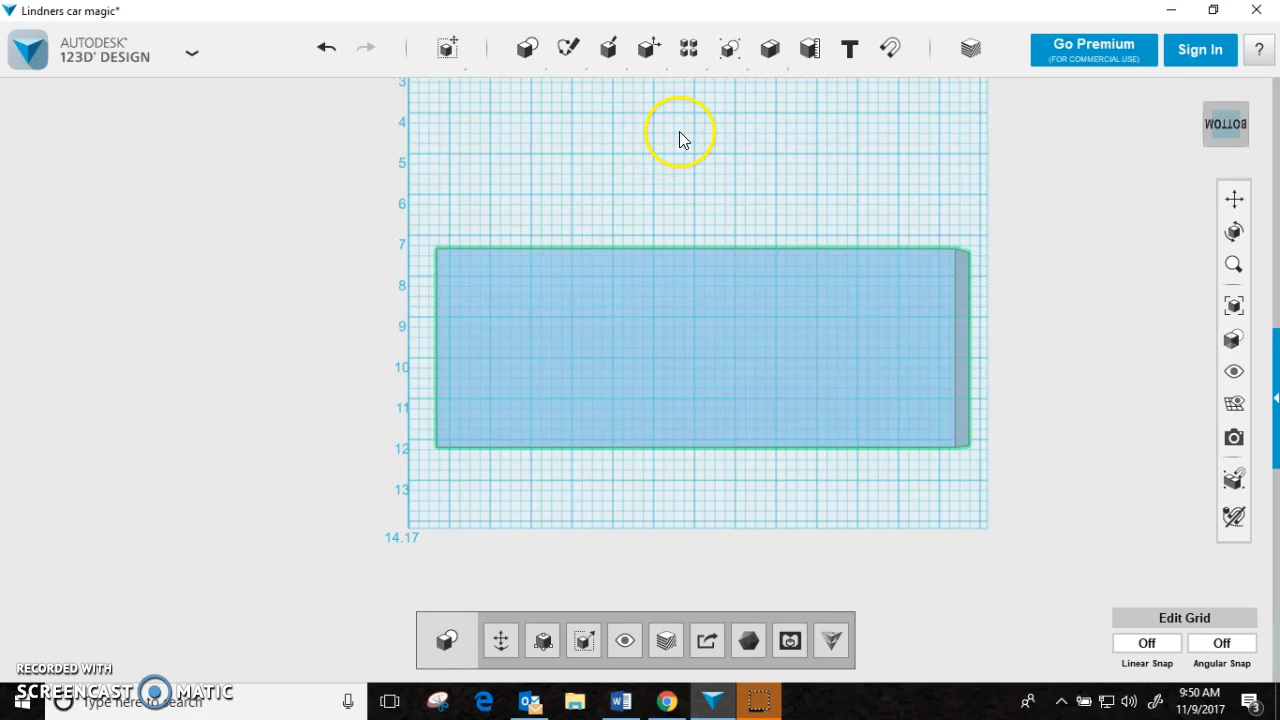 Lindners car magic*
AUTODESK®
123D® DESIGN
T
Go Premium
(FOR COMMERCIAL USE)
Sign In
?
BOTTOM
3
4
5
6
7
8
9
10
11
12
13
14.17
Edit Grid
Off
Off
Linear Snap
Angular Snap
RECORDED WITH
SCREENCAST MATIC
Type here to search
9:50 AM
11/9/2017
3